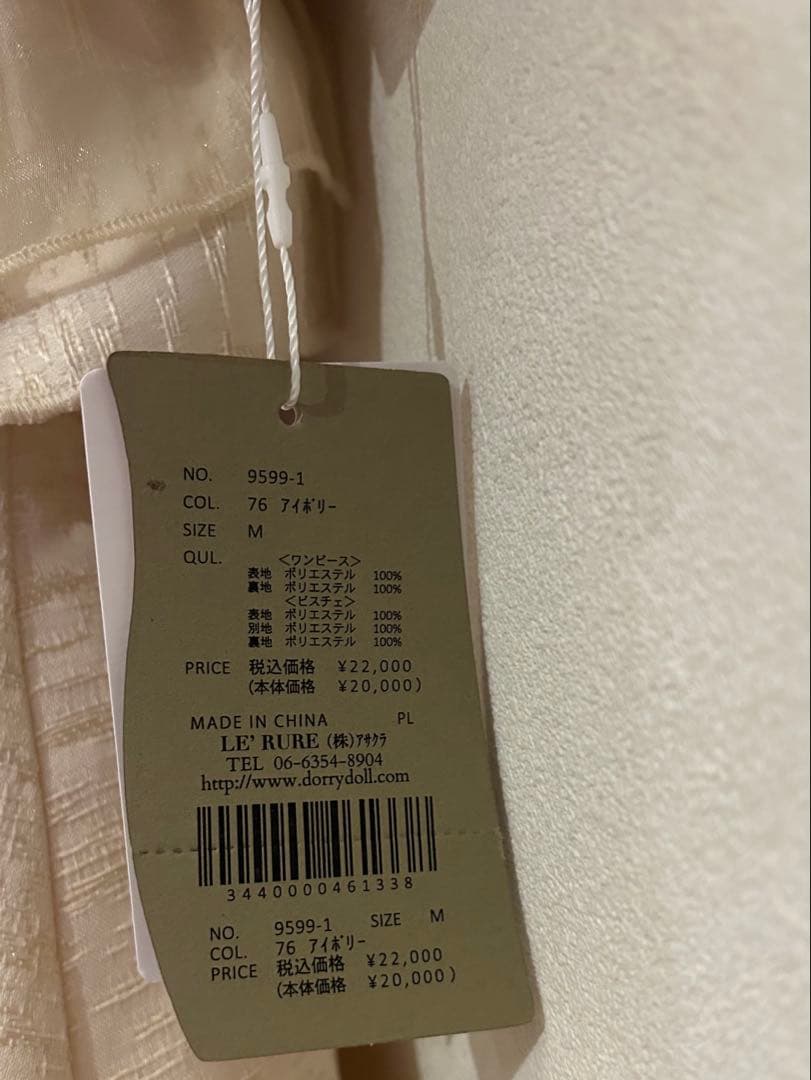 NO. 9599-1
COL. 76 ｱｲﾎﾞﾘｰ
SIZE M
QUL. ＜ワンピース＞
表地 ポリエステル 100%
裏地 ポリエステル 100%
＜ビスチェ＞
表地 ポリエステル 100%
別地 ポリエステル 100%
裏地 ポリエステル 100%
PRICE 税込価格 ¥22,000
(本体価格 ¥20,000)
MADE IN CHINA PL
LE' RURE (株)ｱｻｸﾗ
TEL 06-6354-8904
http://www.dorrydoll.com
3440000461338
NO. 9599-1 SIZE M
COL. 76 ｱｲﾎﾞﾘｰ
PRICE 税込価格 ¥22,000
(本体価格 ¥20,000)